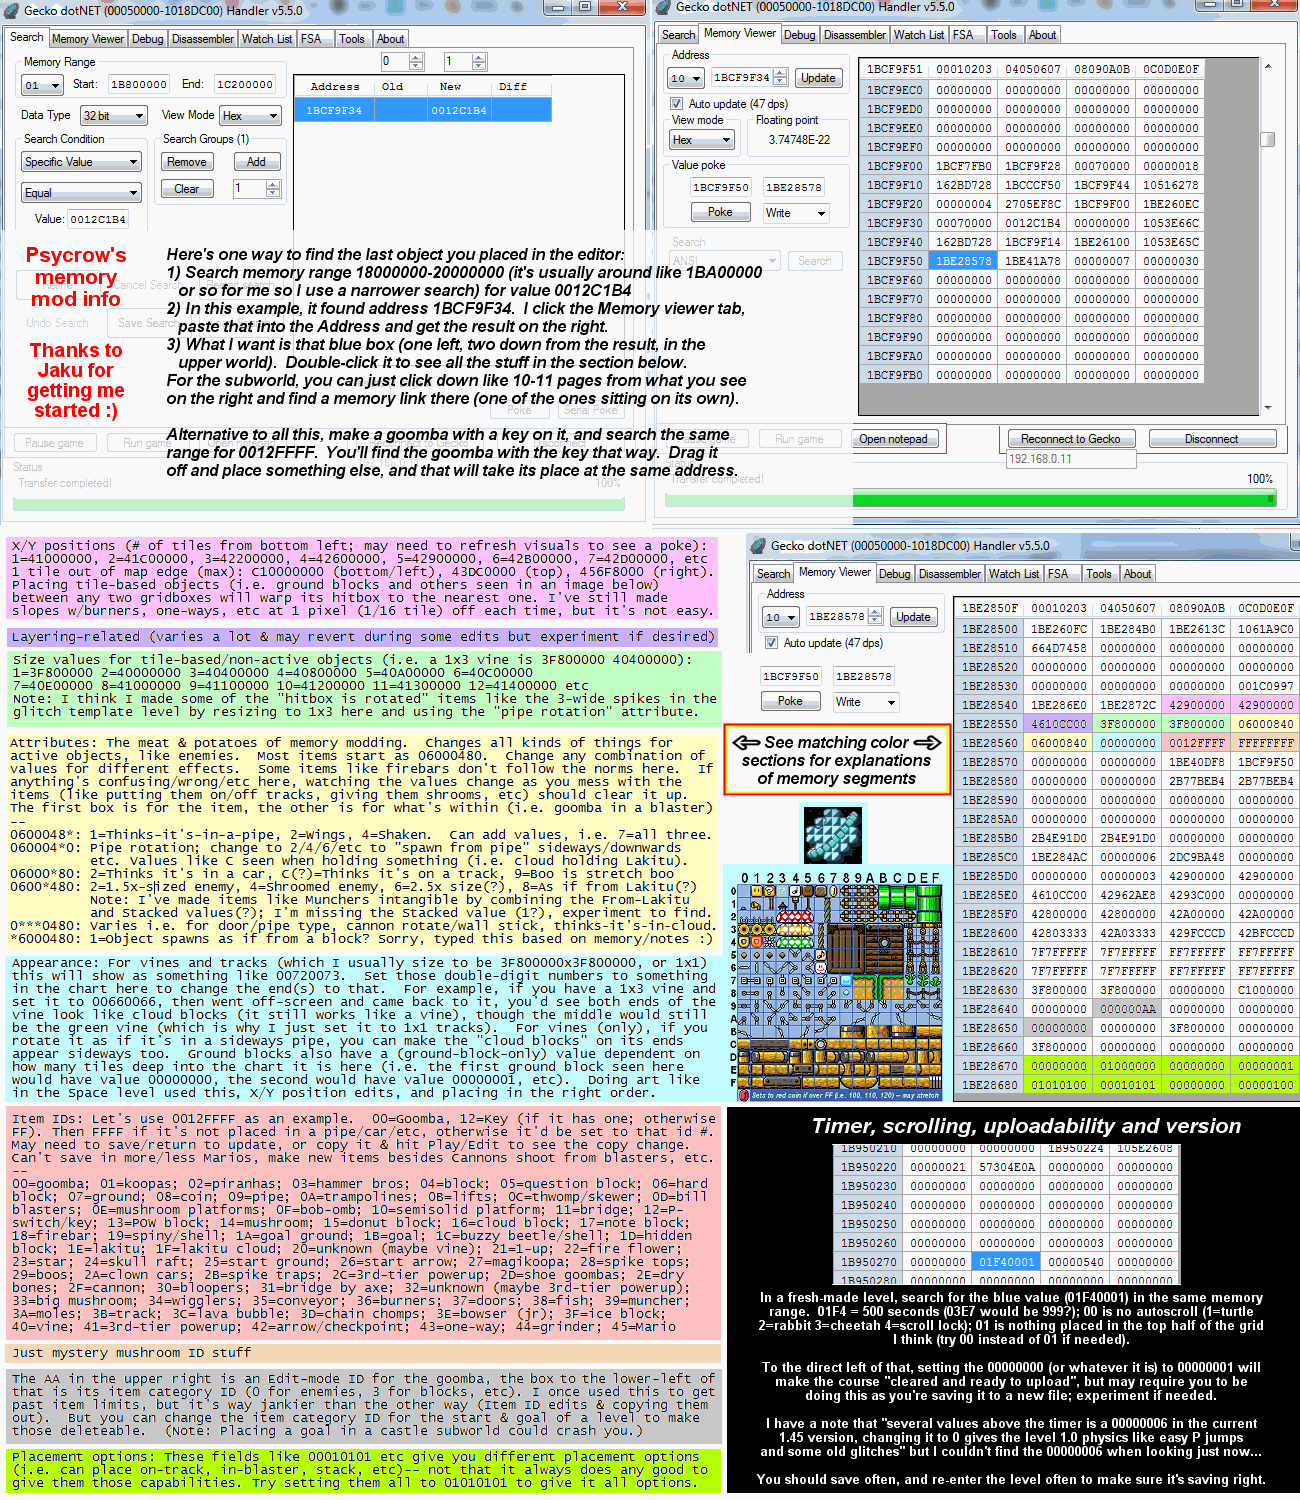 Gecko dotNET (00050000-1018DC00) Handler v5.5.0
Search Memory Viewer Debug Disassembler Watch List FSA Tools About
Memory Range
01 Start: 1B800000 End: 1C200000
Data Type 32 bit View Mode Hex
Search Condition Search Groups (1)
Specific Value Remove Add
Equal Clear 1
Value: 0012C1B4
0 1
Address Old New Diff
1BCF9F34 0012C1B4
Cancel Search
Undo Search Save Search
Poke Serial Poke
Pause game Run game Open notepad Reconnect to Gecko Disconnect
Status
Transfer completed! 100%
Psycrow's
memory
mod info
Thanks to
Jaku for
getting me
started :)
Here's one way to find the last object you placed in the editor:
1) Search memory range 18000000-20000000 (it's usually around like 1BA00000
or so for me so I use a narrower search) for value 0012C1B4
2) In this example, it found address 1BCF9F34. I click the Memory viewer tab,
paste that into the Address and get the result on the right.
3) What I want is that blue box (one left, two down from the result, in the
upper world). Double-click it to see all the stuff in the section below.
For the subworld, you can just click down like 10-11 pages from what you see
on the right and find a memory link there (one of the ones sitting on its own).
Alternative to all this, make a goomba with a key on it, and search the same
range for 0012FFFF. You'll find the goomba with the key that way. Drag it
off and place something else, and that will take its place at the same address.
Gecko dotNET (00050000-1018DC00) Handler v5.5.0
Search Memory Viewer Debug Disassembler Watch List FSA Tools About
Address
10 1BCF9F34 Update
Auto update (47 dps)
View mode Floating point
Hex 3.74748E-22
Value poke
1BCF9F50 1BE28578
Poke Write
Search
ANSI Search
1BCF9F51 00010203 04050607 08090A0B 0C0D0E0F
1BCF9EC0 00000000 00000000 00000000 00000000
1BCF9ED0 00000000 00000000 00000000 00000000
1BCF9EE0 00000000 00000000 00000000 00000000
1BCF9EF0 00000000 00000000 00000000 00000000
1BCF9F00 1BCF7FB0 1BCF9F28 00070000 00000018
1BCF9F10 162BD728 1BCCCF50 1BCF9F44 10516278
1BCF9F20 00000004 2705EF8C 1BCF9F00 1BE260EC
1BCF9F30 00070000 0012C1B4 00000000 1053E66C
1BCF9F40 162BD728 1BCF9F14 1BE26100 1053E65C
1BCF9F50 1BE28578 1BE41A78 00000007 00000030
1BCF9F60 00000000 00000000 00000000 00000000
1BCF9F70 00000000 00000000 00000000 00000000
1BCF9F80 00000000 00000000 00000000 00000000
1BCF9F90 00000000 00000000 00000000 00000000
1BCF9FA0 00000000 00000000 00000000 00000000
1BCF9FB0 00000000 00000000 00000000 00000000
Run game Open notepad Reconnect to Gecko Disconnect
192.168.0.11
Transfer completed! 100%
X/Y positions (# of tiles from bottom left; may need to refresh visuals to see a poke):
1=41000000, 2=41C00000, 3=42200000, 4=42600000, 5=42900000, 6=42B00000, 7=42D00000, etc
1 tile out of map edge (max): C1000000 (bottom/left), 43DC0000 (top), 456F8000 (right).
Placing tile-based objects (i.e. ground blocks and others seen in an image below)
between any two gridboxes will warp its hitbox to the nearest one. I've still made
slopes w/burners, one-ways, etc at 1 pixel (1/16 tile) off each time, but it's not easy.
Layering-related (varies a lot & may revert during some edits but experiment if desired)
Size values for tile-based/non-active objects (i.e. a 1x3 vine is 3F800000 40400000):
1=3F800000 2=40000000 3=40400000 4=40800000 5=40A00000 6=40C00000
7=40E00000 8=41000000 9=41100000 10=41200000 11=41300000 12=41400000 etc
Note: I think I made some of the "hitbox is rotated" items like the 3-wide spikes in the
glitch template level by resizing to 1x3 here and using the "pipe rotation" attribute.
Attributes: The meat & potatoes of memory modding. Changes all kinds of things for
active objects, like enemies. Most items start as 06000480. Change any combination of
values for different effects. Some items like firebars don't follow the norms here. If
anything's confusing/wrong/etc here, watching the values change as you mess with the
items (like putting them on/off tracks, giving them shrooms, etc) should clear it up.
The first box is for the item, the other is for what's within (i.e. goomba in a blaster)
--
0600048*: 1=Thinks-it's-in-a-pipe, 2=Wings, 4=Shaken. Can add values, i.e. 7=all three.
060004*0: Pipe rotation; change to 2/4/6/etc to "spawn from pipe" sideways/downwards
etc. Values like C seen when holding something (i.e. cloud holding Lakitu).
06000*80: 2=Thinks it's in a car, C(?)=Thinks it's on a track, 9=Boo is stretch boo
0600*480: 2=1.5x-sized enemy, 4=Shroomed enemy, 6=2.5x size(?), 8=As if from Lakitu(?)
Note: I've made items like Munchers intangible by combining the From-Lakitu
and Stacked values(?); I'm missing the Stacked value (1?), experiment to find.
0***0480: Varies i.e. for door/pipe type, cannon rotate/wall stick, thinks-it's-in-cloud.
*6000480: 1=Object spawns as if from a block? Sorry, typed this based on memory/notes :)
Appearance: For vines and tracks (which I usually size to be 3F800000x3F800000, or 1x1)
this will show as something like 00720073. Set those double-digit numbers to something
in the chart here to change the end(s) to that. For example, if you have a 1x3 vine and
set it to 00660066, then went off-screen and came back to it, you'd see both ends of the
vine look like cloud blocks (it still works like a vine), though the middle would still
be the green vine (which is why I just set it to 1x1 tracks). For vines (only), if you
rotate it as if it's in a sideways pipe, you can make the "cloud blocks" on its ends
appear sideways too. Ground blocks also have a (ground-block-only) value dependent on
how many tiles deep into the chart it is here (i.e. the first ground block seen here
would have value 00000000, the second would have value 00000001, etc). Doing art like
in the Space level used this, X/Y position edits, and placing in the right order.
Item IDs: Let's use 0012FFFF as an example. 00=Goomba, 12=Key (if it has one; otherwise
FF). Then FFFF if it's not placed in a pipe/car/etc, otherwise it'd be set to that id #.
May need to save/return to update, or copy it & hit Play/Edit to see the copy change.
Can't save in more/less Marios, make new items besides Cannons shoot from blasters, etc.
--
00=goomba; 01=koopas; 02=piranhas; 03=hammer bros; 04=block; 05=question block; 06=hard
block; 07=ground; 08=coin; 09=pipe; 0A=trampolines; 0B=lifts; 0C=thwomp/skewer; 0D=bill
blasters; 0E=mushroom platforms; 0F=bob-omb; 10=semisolid platform; 11=bridge; 12=P-
switch/key; 13=POW block; 14=mushroom; 15=donut block; 16=cloud block; 17=note block;
18=firebar; 19=spiny/shell; 1A=goal ground; 1B=goal; 1C=buzzy beetle/shell; 1D=hidden
block; 1E=lakitu; 1F=lakitu cloud; 20=unknown (maybe vine); 21=1-up; 22=fire flower;
23=star; 24=skull raft; 25=start ground; 26=start arrow; 27=magikoopa; 28=spike tops;
29=boos; 2A=clown cars; 2B=spike traps; 2C=3rd-tier powerup; 2D=shoe goombas; 2E=dry
bones; 2F=cannon; 30=bloopers; 31=bridge by axe; 32=unknown (maybe 3rd-tier powerup);
33=big mushroom; 34=wigglers; 35=conveyor; 36=burners; 37=doors; 38=fish; 39=muncher;
3A=moles; 3B=track; 3C=lava bubble; 3D=chain chomps; 3E=bowser (jr); 3F=ice block;
40=vine; 41=3rd-tier powerup; 42=arrow/checkpoint; 43=one-way; 44=grinder; 45=Mario
Just mystery mushroom ID stuff
The AA in the upper right is an Edit-mode ID for the goomba, the box to the lower-left of
that is its item category ID (0 for enemies, 3 for blocks, etc). I once used this to get
past item limits, but it's way jankier than the other way (Item ID edits & copying them
out). But you can change the item category ID for the start & goal of a level to make
those deleteable. (Note: Placing a goal in a castle subworld could crash you.)
Placement options: These fields like 00010101 etc give you different placement options
(i.e. can place on-track, in-blaster, stack, etc)-- not that it always does any good to
give them those capabilities. Try setting them all to 01010101 to give it all options.
Gecko dotNET (00050000-1018DC00) Handler v5.5.0
Search Memory Viewer Debug Disassembler Watch List FSA Tools About
Address
10 1BE28578 Update
Auto update (47 dps)
1BCF9F50 1BE28578
Poke Write
See matching color
sections for explanations
of memory segments
0 1 2 3 4 5 6 7 8 9 A B C D E F
0
1
2
3
4
5
6
7
8
9
A
B
C
D
E
F
Sets to red coin if over FF (i.e. 100, 110, 120) -- may stretch
1BE2850F 00010203 04050607 08090A0B 0C0D0E0F
1BE28500 1BE260FC 1BE284B0 1BE2613C 1061A9C0
1BE28510 664D7458 00000000 00000000 00000000
1BE28520 00000000 00000000 00000000 00000000
1BE28530 00000000 00000000 00000000 001C0997
1BE28540 1BE286E0 1BE2872C 42900000 42900000
1BE28550 4610CC00 3F800000 3F800000 06000840
1BE28560 06000840 00000000 0012FFFF FFFFFFFF
1BE28570 00000000 00000000 1BE40DF8 1BCF9F50
1BE28580 00000000 00000000 2B77BEB4 2B77BEB4
1BE28590 00000000 00000000 00000000 00000000
1BE285A0 00000000 00000000 00000000 00000000
1BE285B0 2B4E91D0 2B4E91D0 00000000 00000000
1BE285C0 1BE284AC 00000006 2DC9BA48 00000000
1BE285D0 00000000 00000003 42900000 42900000
1BE285E0 4610CC00 42962AE8 4293C000 00000000
1BE285F0 42800000 42800000 42A00000 42A00000
1BE28600 42803333 42A03333 429FCCCD 42BFCCCD
1BE28610 7F7FFFFF 7F7FFFFF FF7FFFFF FF7FFFFF
1BE28620 7F7FFFFF 7F7FFFFF FF7FFFFF FF7FFFFF
1BE28630 3F800000 3F800000 00000000 C1000000
1BE28640 00000000 000000AA 00000000 00000000
1BE28650 00000000 00000000 3F800000 00000000
1BE28660 3F800000 00000000 00000000 00000000
1BE28670 00000000 01000000 00000000 00000001
1BE28680 01010100 00010101 00000000 00000100
Timer, scrolling, uploadability and version
1B950210 00000000 00000000 1B950224 105E2608
1B950220 00000021 57304E0A 00000000 00000000
1B950230 00000000 00000000 00000000 00000000
1B950240 00000000 00000000 00000000 00000000
1B950250 00000000 00000000 00000000 00000000
1B950260 00000000 00000000 00000003 00000000
1B950270 00000000 01F40001 00000540 00000000
1B950280 00000000 00000000 00000000 00000000
In a fresh-made level, search for the blue value (01F40001) in the same memory
range. 01F4 = 500 seconds (03E7 would be 999?); 00 is no autoscroll (1=turtle
2=rabbit 3=cheetah 4=scroll lock); 01 is nothing placed in the top half of the grid
I think (try 00 instead of 01 if needed).
To the direct left of that, setting the 00000000 (or whatever it is) to 00000001 will
make the course "cleared and ready to upload", but may require you to be
doing this as you're saving it to a new file; experiment if needed.
I have a note that "several values above the timer is a 00000006 in the current
1.45 version, changing it to 0 gives the level 1.0 physics like easy P jumps
and some old glitches" but I couldn't find the 00000006 when looking just now...
You should save often, and re-enter the level often to make sure it's saving right.